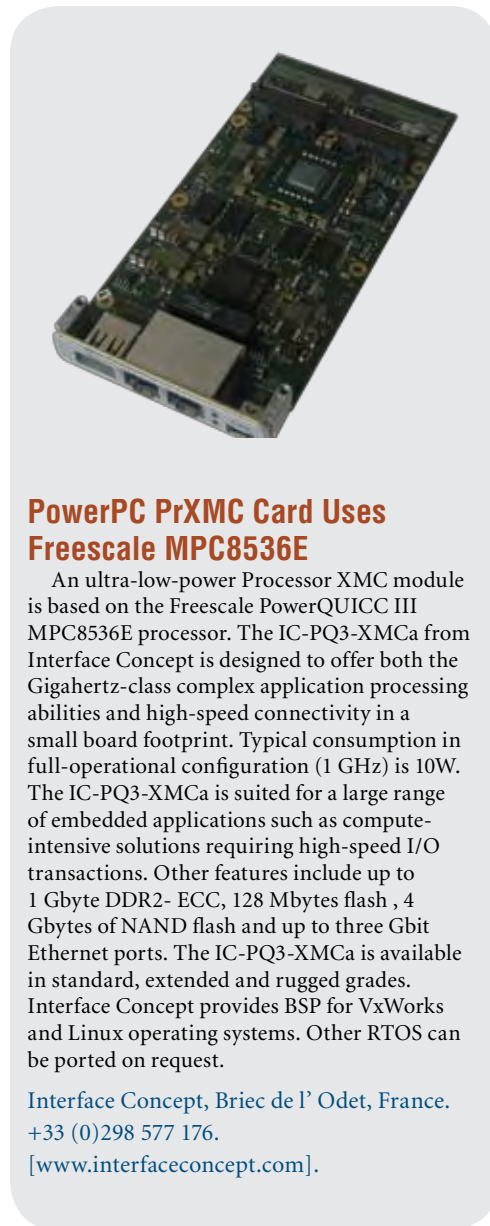 PowerPC PrXMC Card Uses
Freescale MPC8536E
An ultra-low-power Processor XMC module
is based on the Freescale PowerQUICC III
MPC8536E processor. The IC-PQ3-XMCa from
Interface Concept is designed to offer both the
Gigahertz-class complex application processing
abilities and high-speed connectivity in a
small board footprint. Typical consumption in
full-operational configuration (1 GHz) is 10W.
The IC-PQ3-XMCa is suited for a large range
of embedded applications such as compute-
intensive solutions requiring high-speed I/O
transactions. Other features include up to
1 Gbyte DDR2- ECC, 128 Mbytes flash , 4
Gbytes of NAND flash and up to three Gbit
Ethernet ports. The IC-PQ3-XMCa is available
in standard, extended and rugged grades.
Interface Concept provides BSP for VxWorks
and Linux operating systems. Other RTOS can
be ported on request.
Interface Concept, Briec de l’ Odet, France.
+33 (0)298 577 176.
[www.interfaceconcept.com].